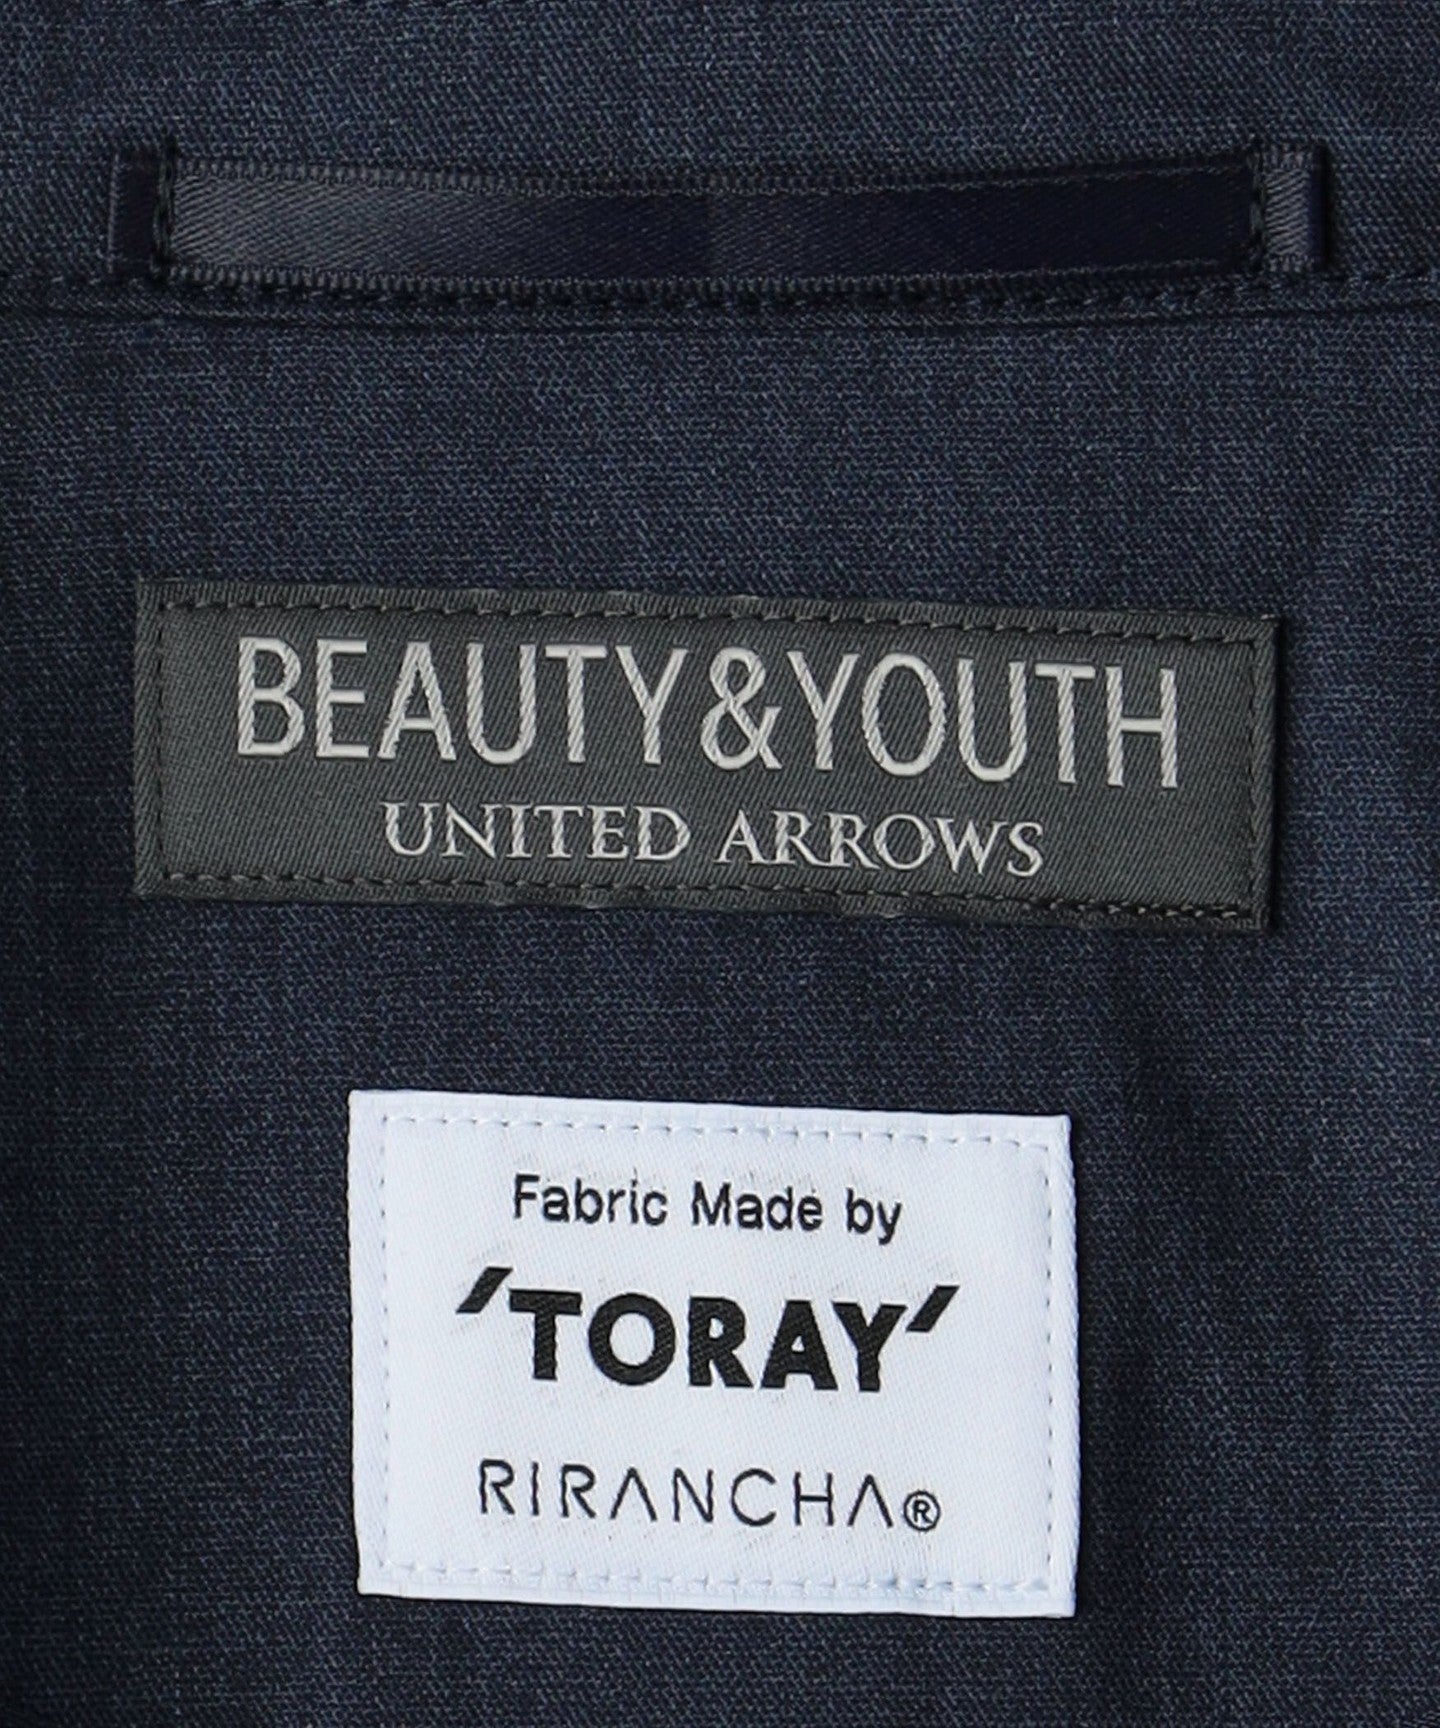 BEAUTY&YOUTH
UNITED ARROWS
Fabric Made by
'TORAY'
RIRANCHA®